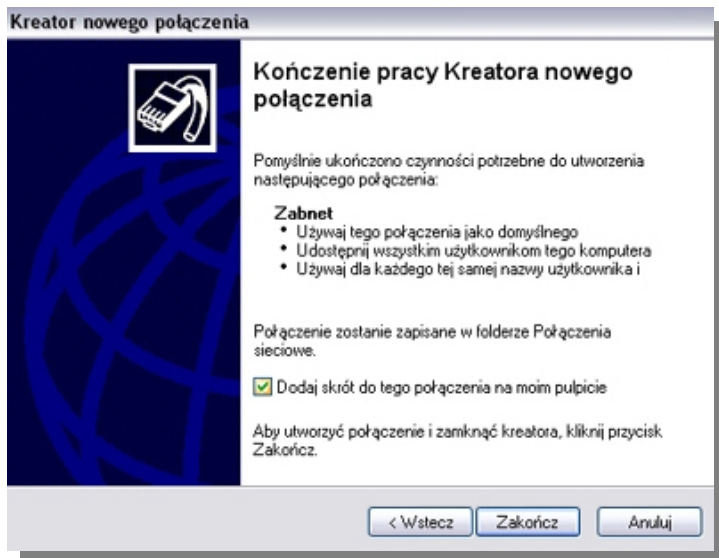 Kreator nowego połączenia
Kończenie pracy Kreatora nowego
połączenia
Pomyślnie ukończono czynności potrzebne do utworzenia
następującego połączenia:
Zabnet
• Używaj tego połączenia jako domyślnego
• Udostępnij wszystkim użytkownikom tego komputera
• Używaj dla każdego tej samej nazwy użytkownika i
Połączenie zostanie zapisane w folderze Połączenia
sieciowe.
Dodaj skrót do tego połączenia na moim pulpicie
Aby utworzyć połączenie i zamknąć kreatora, kliknij przycisk
Zakończ.
< Wstecz Zakończ Anuluj